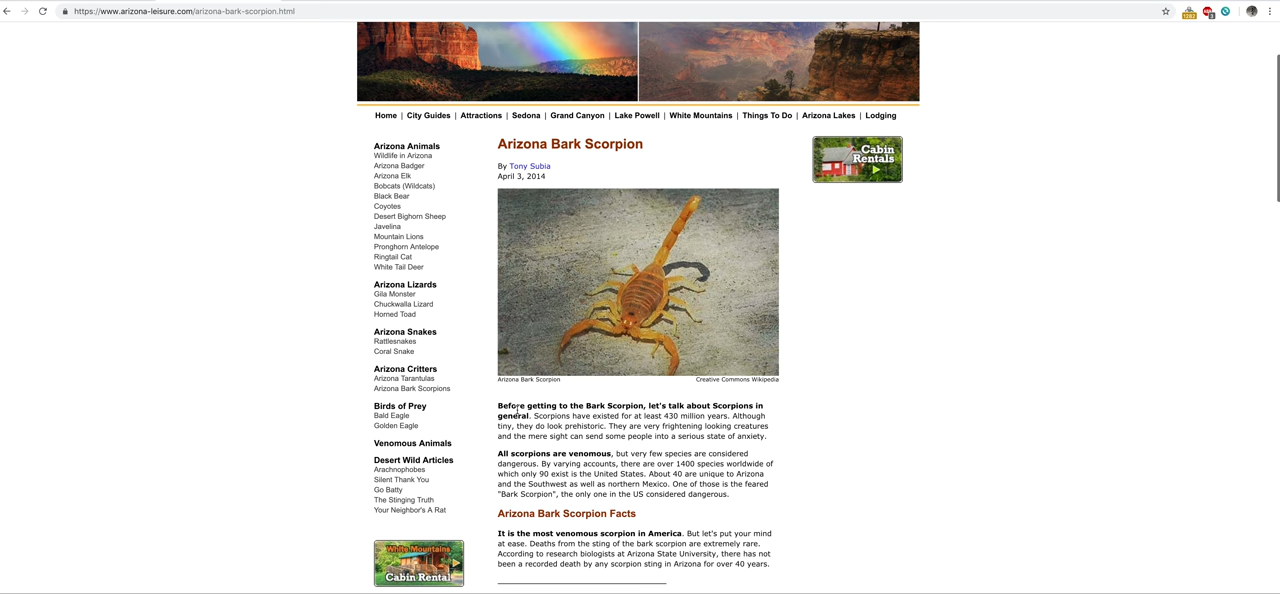 https://www.arizona-leisure.com/arizona-bark-scorpion.html
Home | City Guides | Attractions | Sedona | Grand Canyon | Lake Powell | White Mountains | Things To Do | Arizona Lakes | Lodging
Arizona Animals
Wildlife in Arizona
Arizona Badger
Arizona Elk
Bobcats (Wildcats)
Black Bear
Coyotes
Desert Bighorn Sheep
Javelina
Mountain Lions
Pronghorn Antelope
Ringtail Cat
White Tail Deer
Arizona Lizards
Gila Monster
Chuckwalla Lizard
Horned Toad
Arizona Snakes
Rattlesnakes
Coral Snake
Arizona Critters
Arizona Tarantulas
Arizona Bark Scorpions
Birds of Prey
Bald Eagle
Golden Eagle
Venomous Animals
Desert Wild Articles
Arachnophobes
Silent Thank You
Go Batty
The Stinging Truth
Your Neighbor's A Rat
White Mountains
Cabin Rental
Arizona Bark Scorpion
By Tony Subia
April 3, 2014
Arizona Bark Scorpion
Creative Commons Wikipedia
Before getting to the Bark Scorpion, let's talk about Scorpions in
general. Scorpions have existed for at least 430 million years. Although
tiny, they do look prehistoric. They are very frightening looking creatures
and the mere sight can send some people into a serious state of anxiety.
All scorpions are venomous, but very few species are considered
dangerous. By varying accounts, there are over 1400 species worldwide of
which only 90 exist is the United States. About 40 are unique to Arizona
and the Southwest as well as northern Mexico. One of those is the feared
"Bark Scorpion", the only one in the US considered dangerous.
Arizona Bark Scorpion Facts
It is the most venomous scorpion in America. But let's put your mind
at ease. Deaths from the sting of the bark scorpion are extremely rare.
According to research biologists at Arizona State University, there has not
been a recorded death by any scorpion sting in Arizona for over 40 years.
Cabin
Rentals